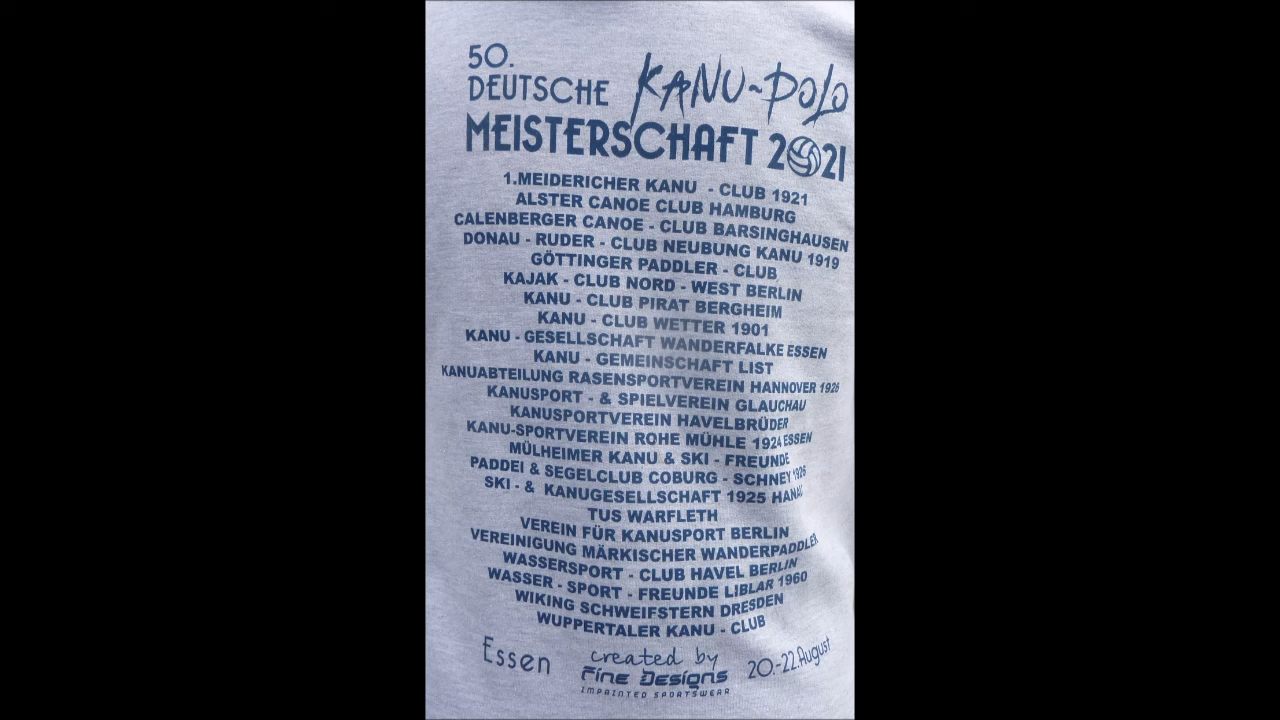 50.
DEUTSCHE KANU-POLO
MEISTERSCHAFT 2021
1.MEIDERICHER KANU - CLUB 1921
ALSTER CANOE CLUB HAMBURG
CALENBERGER CANOE - CLUB BARSINGHAUSEN
DONAU - RUDER - CLUB NEUBUNG KANU 1919
GÖTTINGER PADDLER - CLUB
KAJAK - CLUB NORD - WEST BERLIN
KANU - CLUB PIRAT BERGHEIM
KANU - CLUB WETTER 1901
KANU - GESELLSCHAFT WANDERFALKE ESSEN
KANU - GEMEINSCHAFT LIST
KANUABTEILUNG RASENSPORTVEREIN HANNOVER 1926
KANUSPORT - & SPIELVEREIN GLAUCHAU
KANUSPORTVEREIN HAVELBRÜDER
KANU-SPORTVEREIN ROHE MÜHLE 1924 ESSEN
MÜLHEIMER KANU & SKI - FREUNDE
PADDEI & SEGELCLUB COBURG - SCHNEY 1926
SKI - & KANUGESELLSCHAFT 1925 HANAU
TUS WARFLETH
VEREIN FÜR KANUSPORT BERLIN
VEREINIGUNG MÄRKISCHER WANDERPADDLER
WASSERSPORT - CLUB HAVEL BERLIN
WASSER - SPORT - FREUNDE LIBLAR 1960
WIKING SCHWEIFSTERN DRESDEN
WUPPERTALER KANU - CLUB
Essen created by 20.-22.August
Fine Designs
IMPRINTED SPORTSWEAR